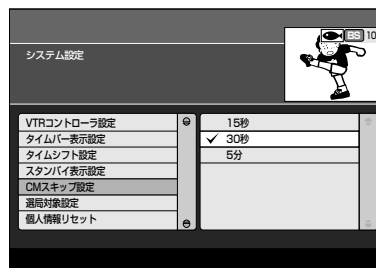 BS 10
システム設定
VTRコントローラ設定
タイムバー表示設定
タイムシフト設定
スタンバイ表示設定
CMスキップ設定
選局対象設定
個人情報リセット
15秒
30秒
5分